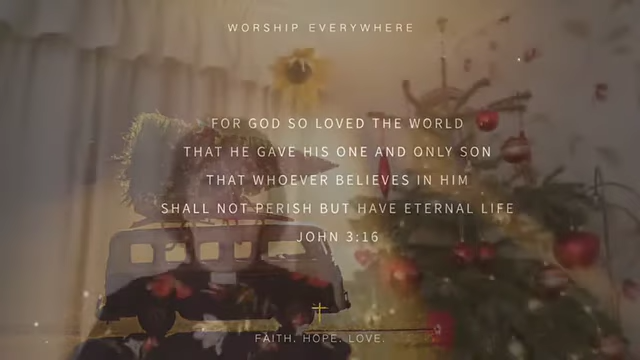 WORSHIP EVERYWHERE
FOR GOD SO LOVED THE WORLD
THAT HE GAVE HIS ONE AND ONLY SON
THAT WHOEVER BELIEVES IN HIM
SHALL NOT PERISH BUT HAVE ETERNAL LIFE
JOHN 3:16
FAITH. HOPE. LOVE.